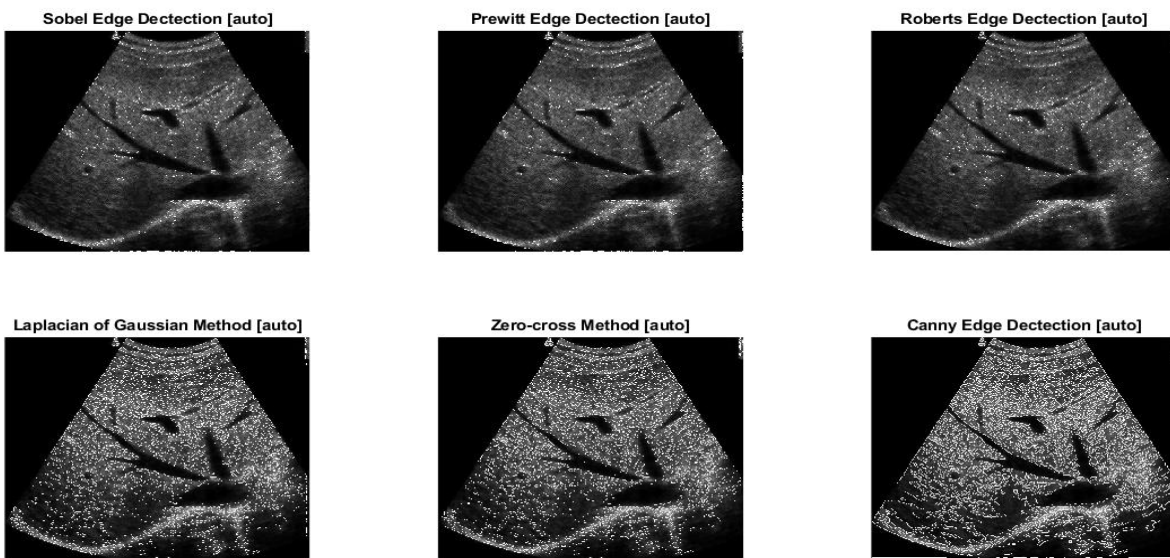 Sobel Edge Dectection [auto]
Prewitt Edge Dectection [auto]
Roberts Edge Dectection [auto]
Laplacian of Gaussian Method [auto]
Zero-cross Method [auto]
Canny Edge Dectection [auto]